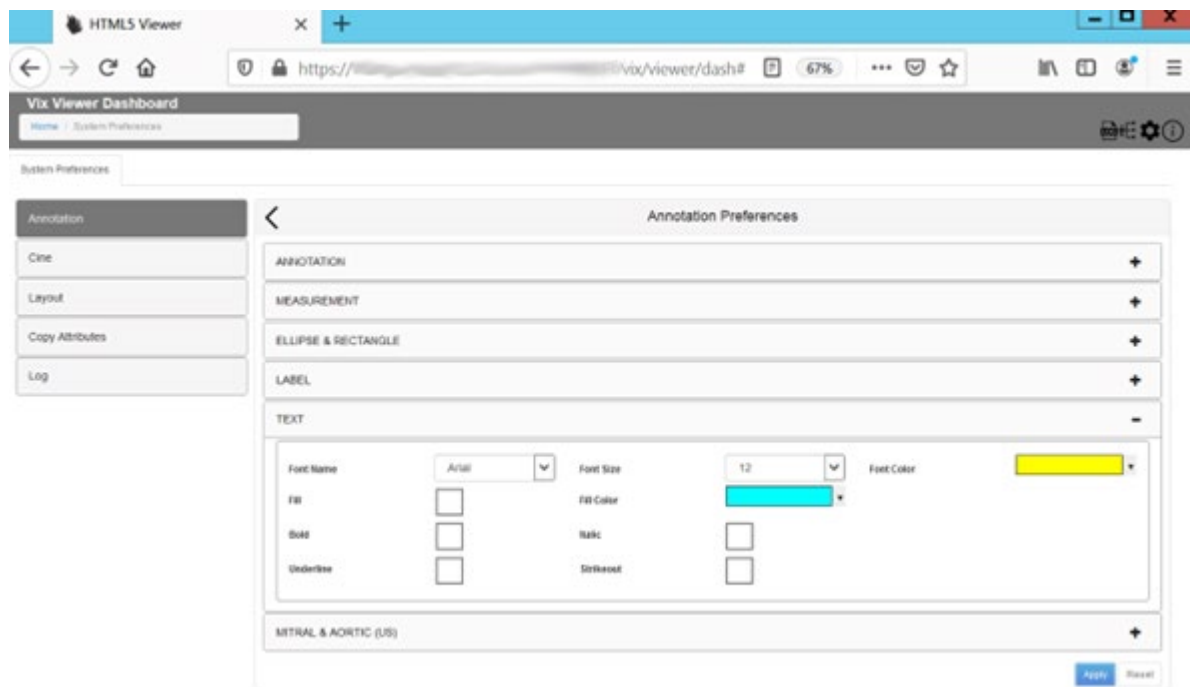 HTML5 Viewer
https:// /vix/viewer/dash# 67%
Vix Viewer Dashboard
Home / System Preferences
System Preferences
Annotation
Cine
Layout
Copy Attributes
Log
Annotation Preferences
ANNOTATION
MEASUREMENT
ELLIPSE & RECTANGLE
LABEL
TEXT
Font Name Arial Font Size 12 Font Color
Fill Fill Color
Bold Italic
Underline Strikeout
MITRAL & AORTIC (US)
Apply Reset